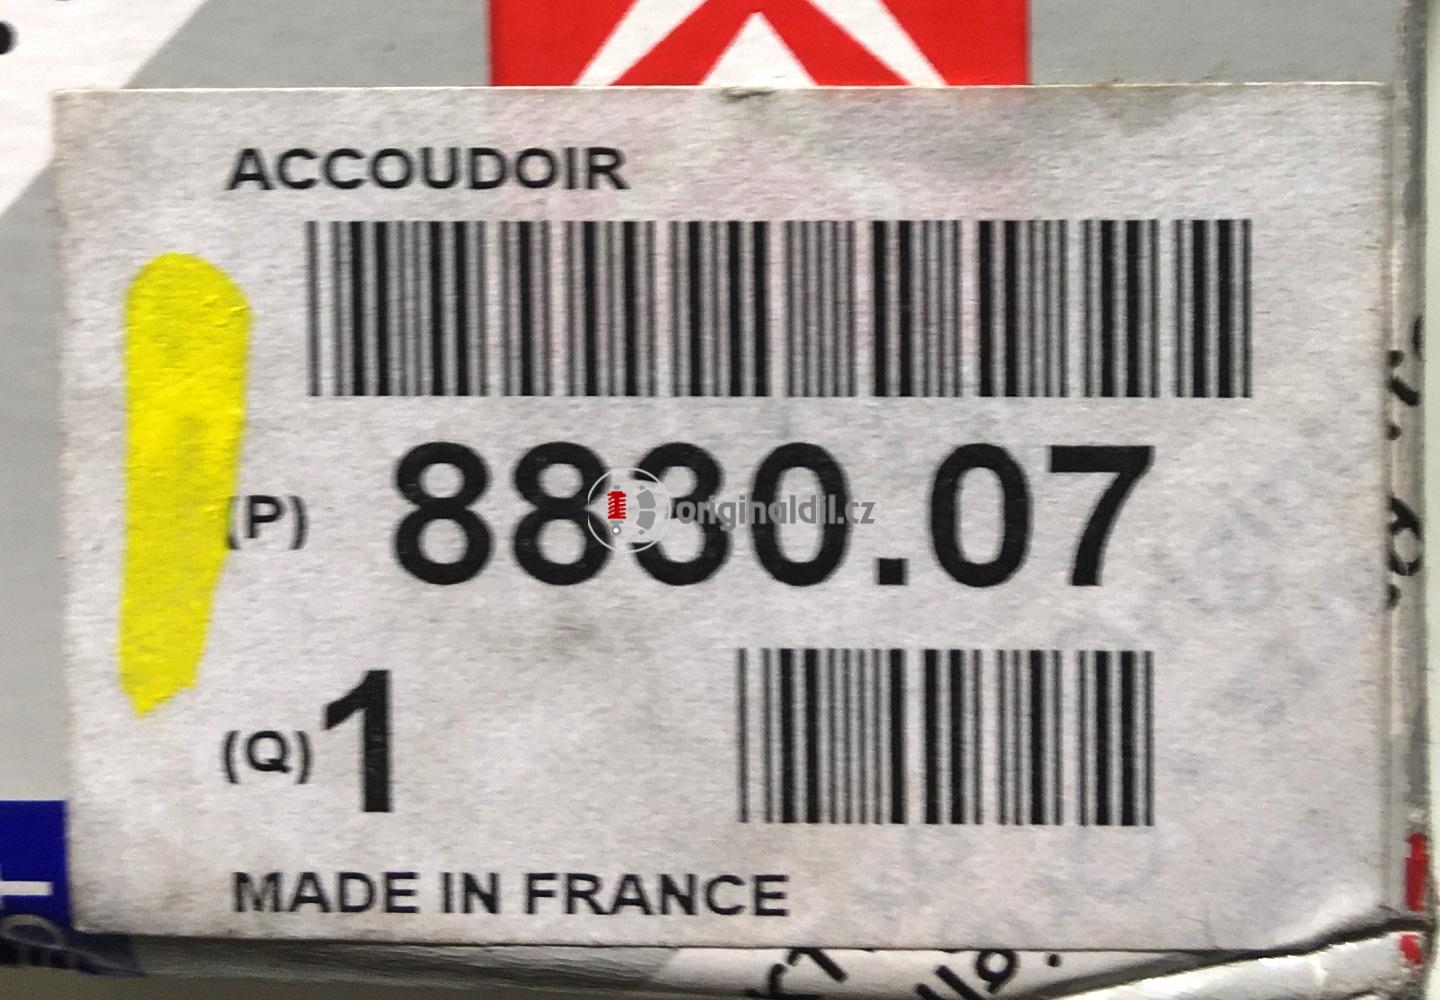 ACCOUDOIR
(P) 8830.07
originaldil.cz
(Q) 1
MADE IN FRANCE